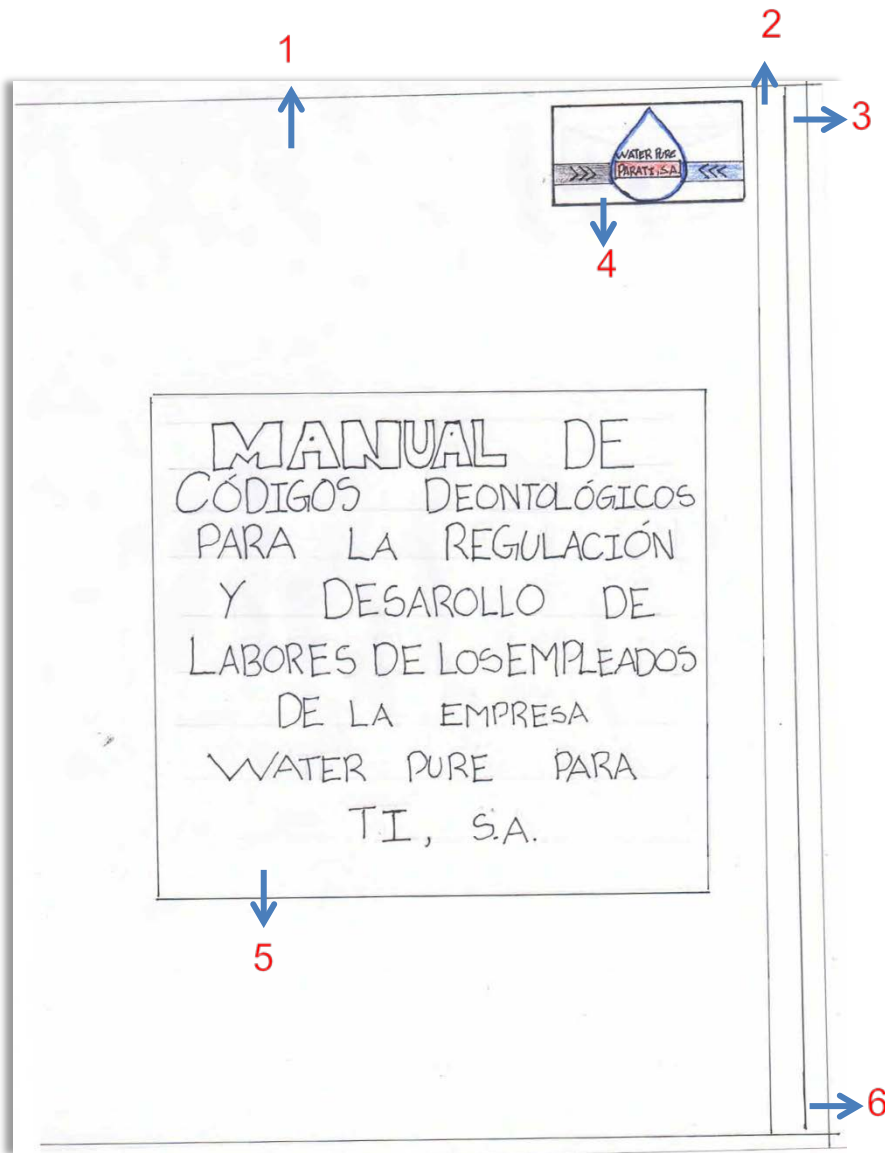 1
2
3
WATER PURE
PARATI, S.A.
>>>
<<<
4
MANUAL DE
CÓDIGOS DEONTOLÓGICOS
PARA LA REGULACIÓN
Y DESAROLLO DE
LABORES DE LOSEMPLEADOS
DE LA EMPRESA
WATER PURE PARA
TI, S.A.
5
6